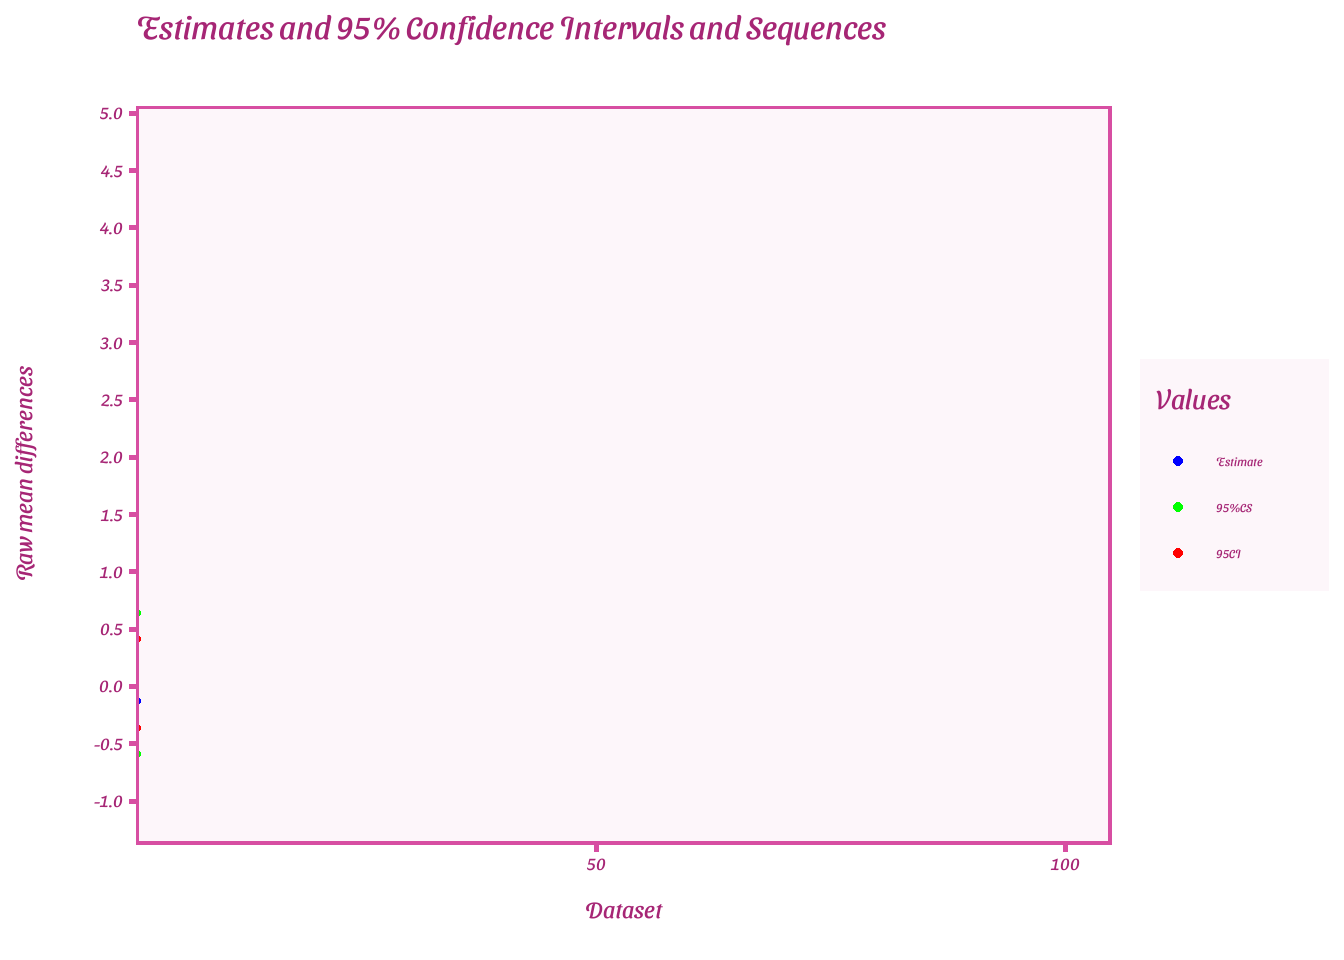 Estimates and 95% Confidence Intervals and Sequences
5.0
4.5
4.0
3.5
3.0
2.5
2.0
1.5
1.0
0.5
0.0
-0.5
-1.0
Raw mean differences
50
100
Dataset
Values
Estimate
95%CS
95CI